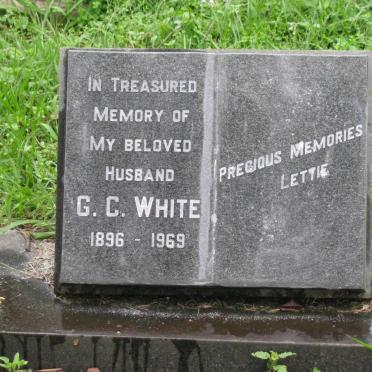 In Treasured
Memory of
My beloved
Husband
G. C. White
1896 - 1969
Precious Memories
Lettie